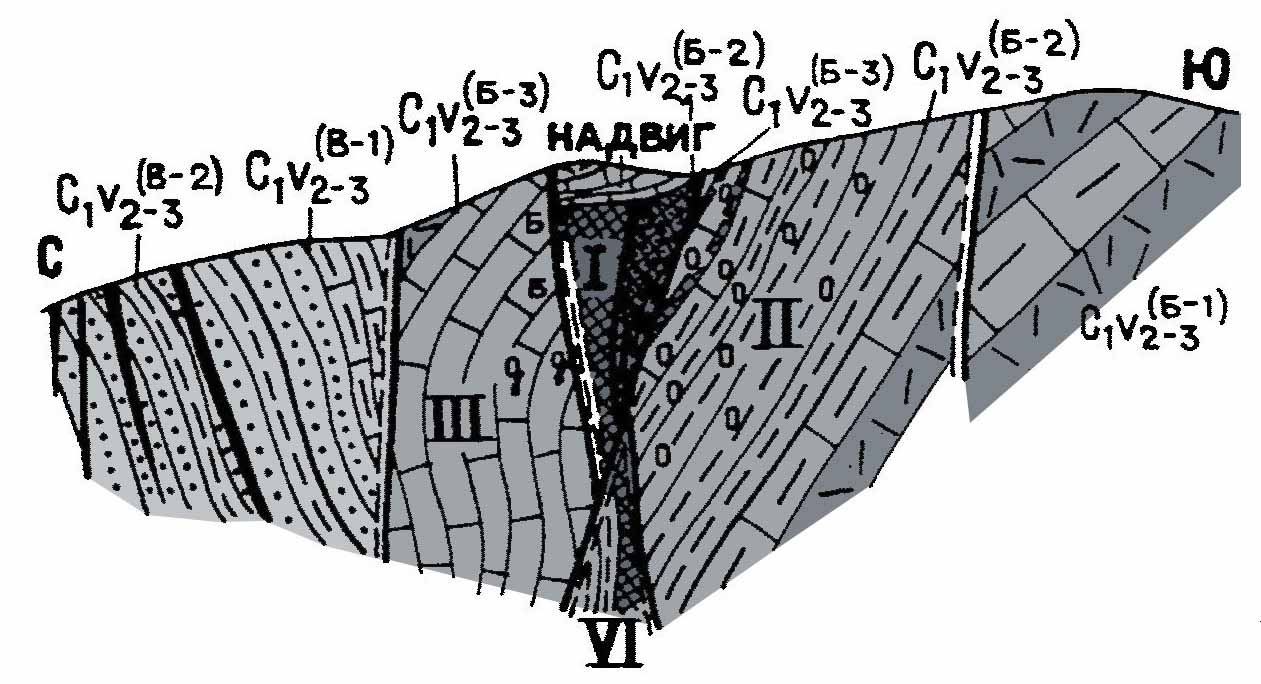 C₁V₂₋₃⁽ᴮ⁻²⁾
C₁V₂₋₃⁽ᴮ⁻¹⁾
C₁V₂₋₃(Б-3)
C₁V₂₋₃(Б-2)
C₁V₂₋₃(Б-3)
C₁V₂₋₃(Б-2)
Ю
НАДВИГ
С
Б
Б
I
II
III
C₁V₂₋₃(Б-1)
VI